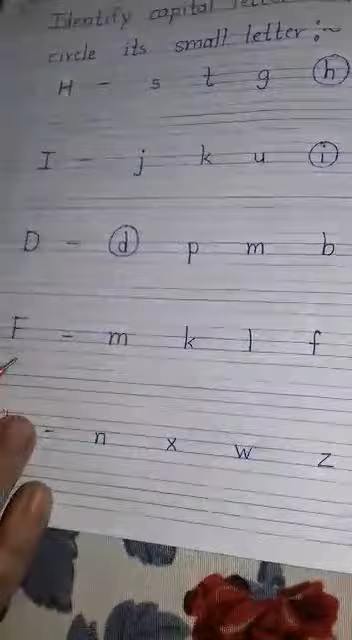 Identify capital letter
circle its small letter :~
H - s t g h
I - j k u i
D - d p m b
F - m k l f
- n x w z